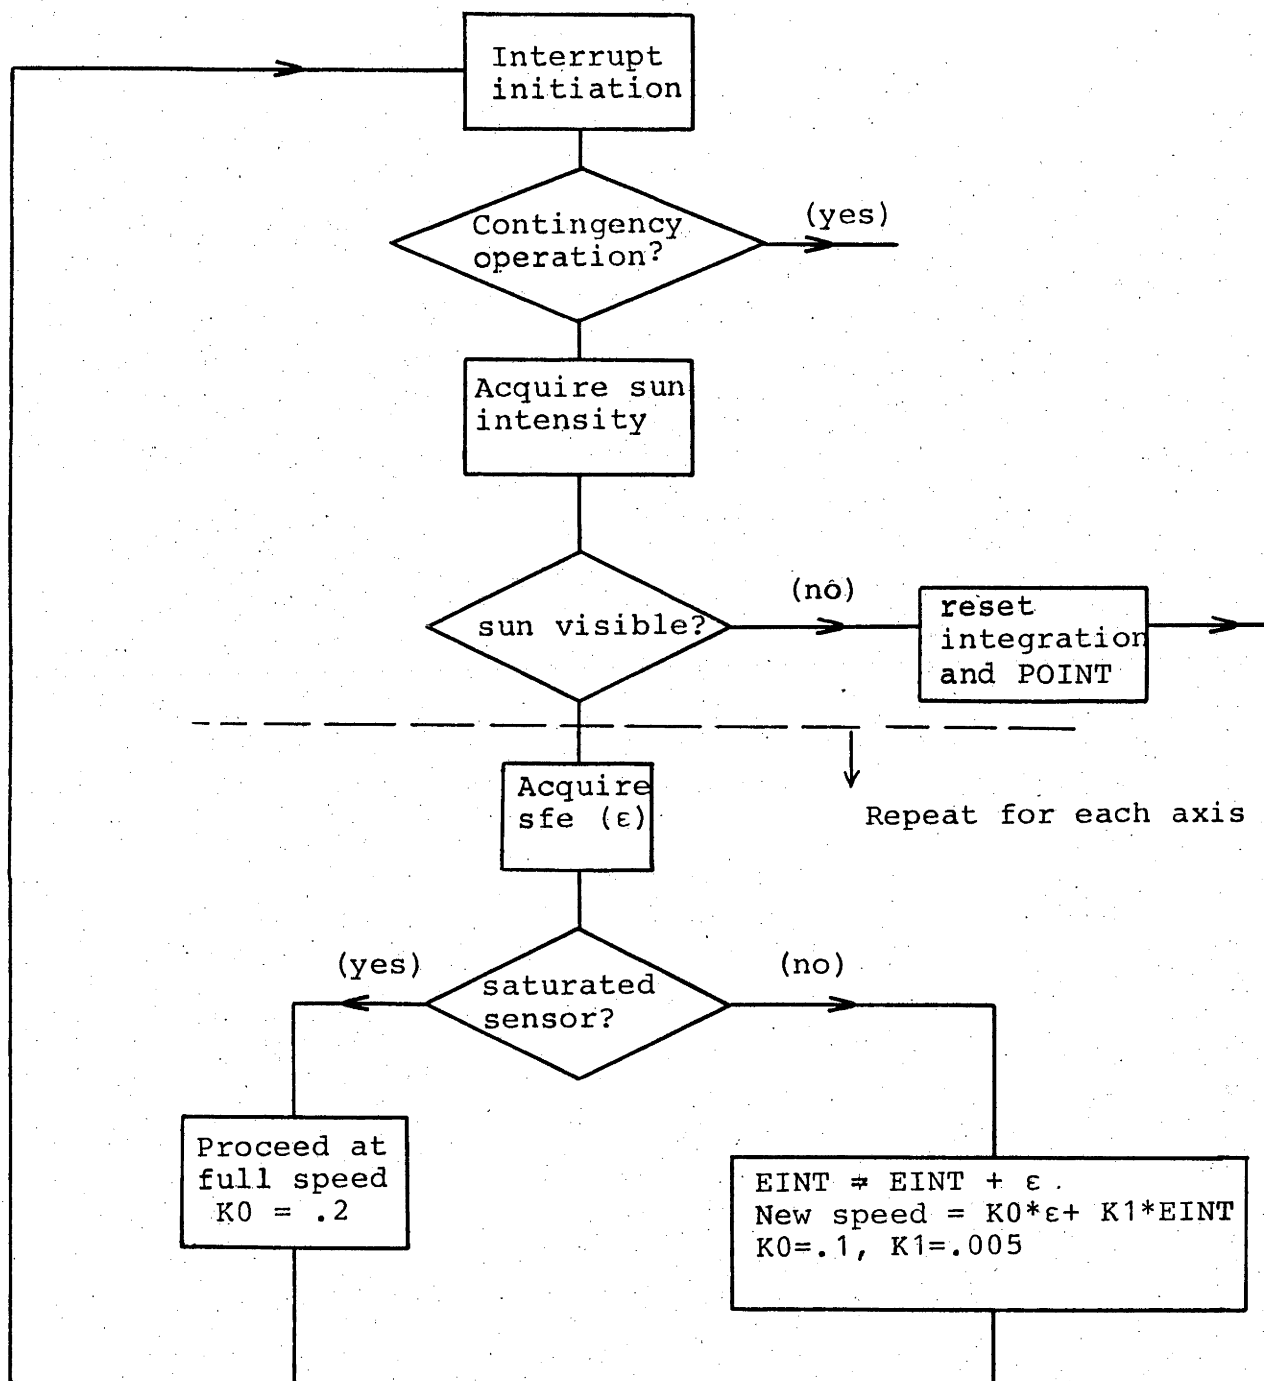 Interrupt
initiation
Contingency
operation?
(yes)
Acquire sun
intensity
sun visible?
(no)
reset
integration
and POINT
Acquire
sfe (ε)
Repeat for each axis
saturated
sensor?
(yes)
(no)
Proceed at
full speed
K0 = .2
EINT = EINT + ε
New speed = K0*ε+ K1*EINT
K0=.1, K1=.005